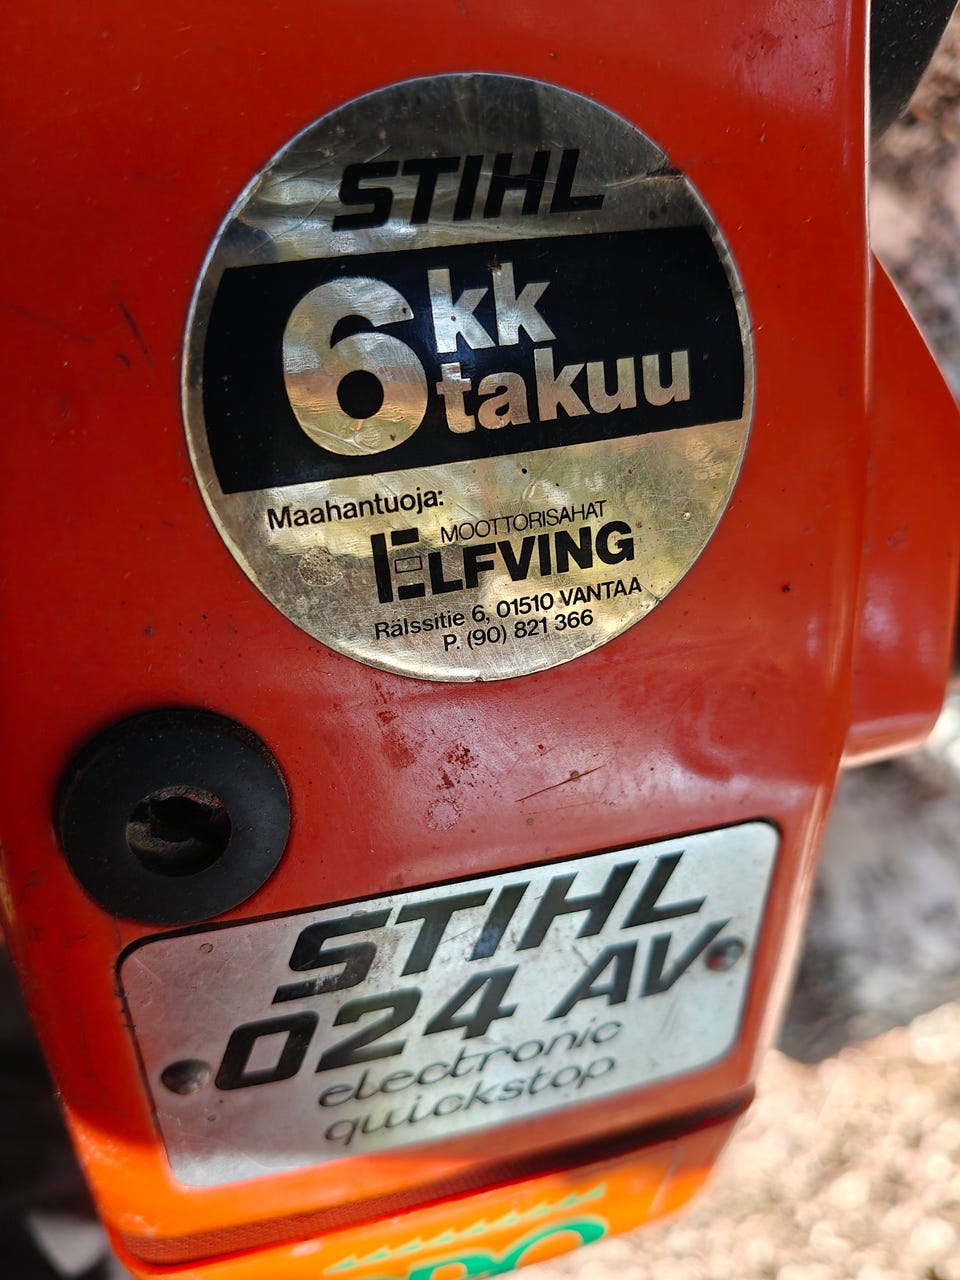 STIHL
6 kk
takuu
Maahantuoja:
MOOTTORISAHAT
ELFVING
Rälssitie 6, 01510 VANTAA
P. (90) 821 366
STIHL
024 AV
electronic
quickstop